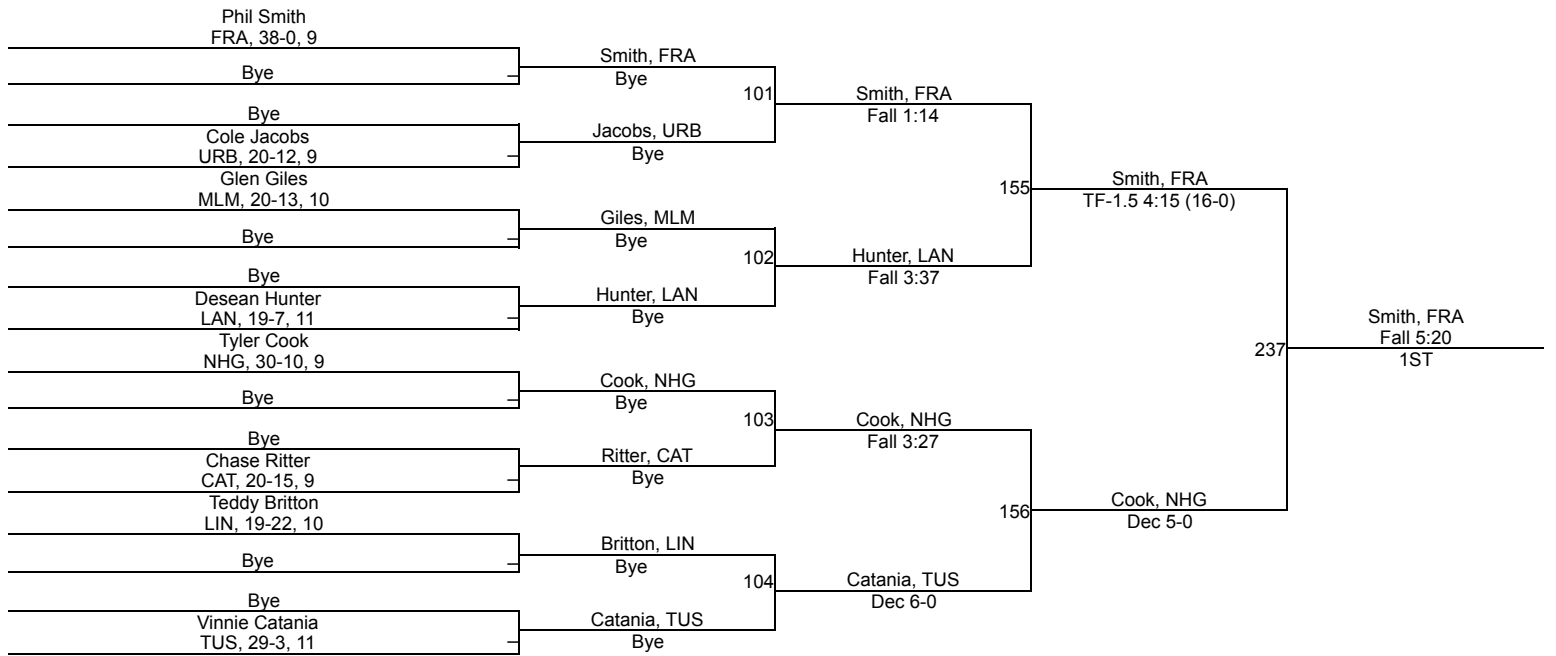 Phil Smith
FRA, 38-0, 9
Bye
Bye
Cole Jacobs
URB, 20-12, 9
Glen Giles
MLM, 20-13, 10
Bye
Bye
Desean Hunter
LAN, 19-7, 11
Tyler Cook
NHG, 30-10, 9
Bye
Bye
Chase Ritter
CAT, 20-15, 9
Teddy Britton
LIN, 19-22, 10
Bye
Bye
Vinnie Catania
TUS, 29-3, 11
Smith, FRA
Bye
101
Jacobs, URB
Bye
Giles, MLM
Bye
102
Hunter, LAN
Bye
Cook, NHG
Bye
103
Ritter, CAT
Bye
Britton, LIN
Bye
104
Catania, TUS
Bye
Smith, FRA
Fall 1:14
155
Hunter, LAN
Fall 3:37
Cook, NHG
Fall 3:27
156
Catania, TUS
Dec 6-0
Smith, FRA
TF-1.5 4:15 (16-0)
237
Cook, NHG
Dec 5-0
Smith, FRA
Fall 5:20
1ST